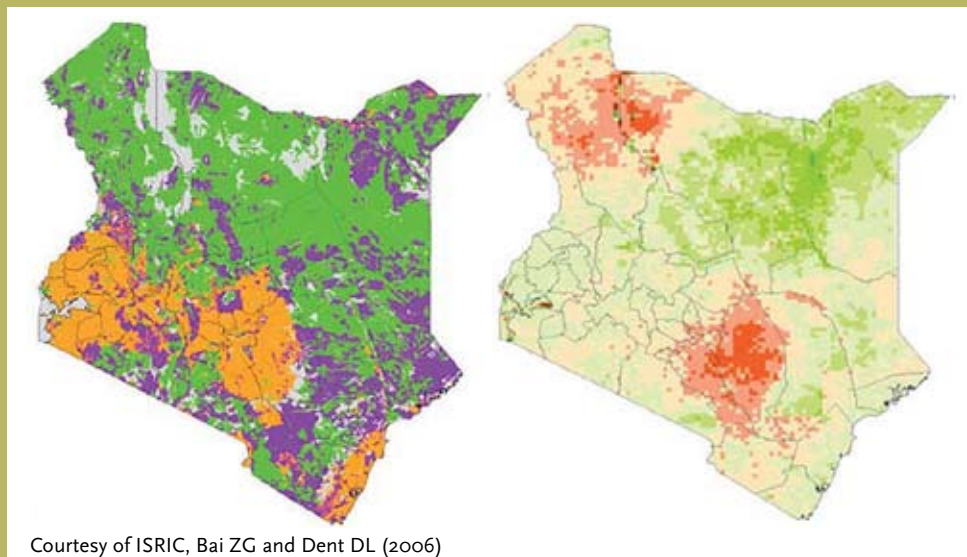 Courtesy of ISRIC, Bai ZG and Dent DL (2006)